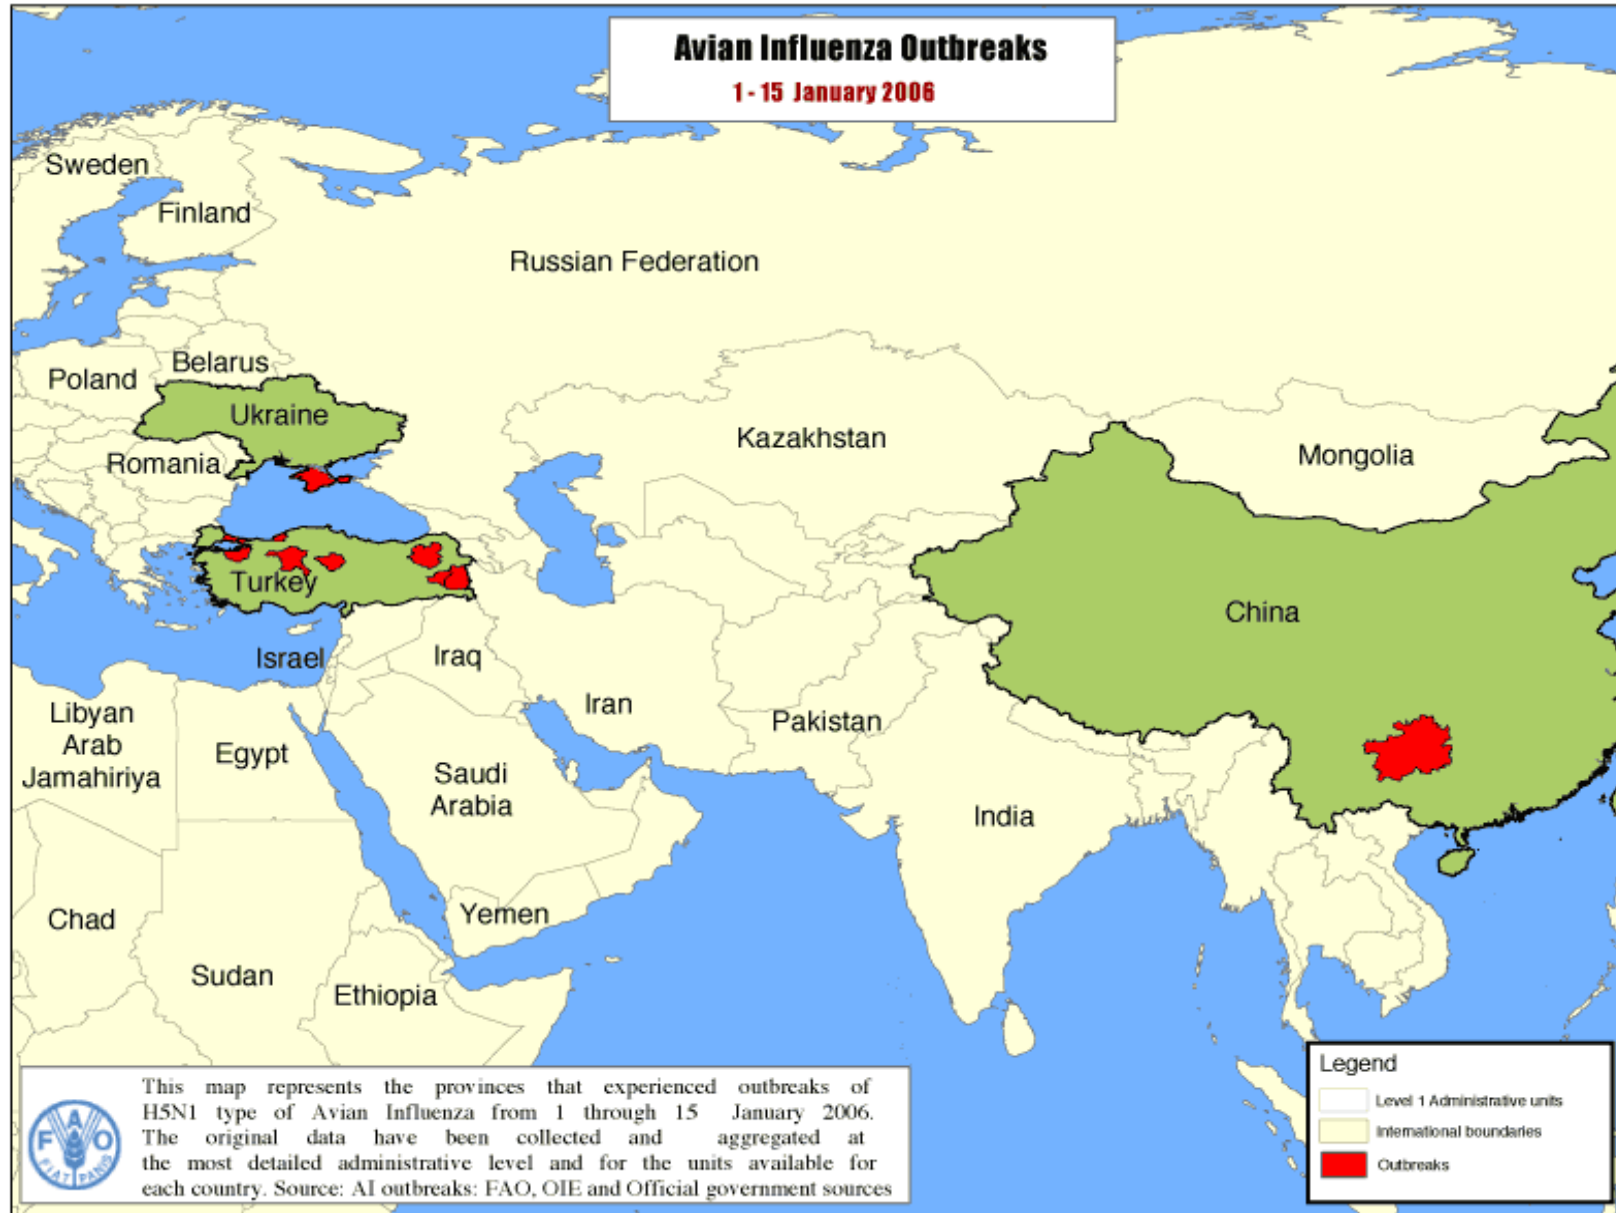 Avian Influenza Outbreaks
1 - 15 January 2006
Sweden
Finland
Russian Federation
Belarus
Poland
Ukraine
Romania
Kazakhstan
Mongolia
Turkey
China
Israel
Iraq
Iran
Pakistan
Libyan
Arab
Jamahiriya
Egypt
Saudi
Arabia
India
Yemen
Chad
Sudan
Ethiopia
Legend
Level 1 Administrative units
International boundaries
Outbreaks
F A O
FIAT PANIS
This map represents the provinces that experienced outbreaks of
H5N1 type of Avian Influenza from 1 through 15 January 2006.
The original data have been collected and aggregated at
the most detailed administrative level and for the units available for
each country. Source: AI outbreaks: FAO, OIE and Official government sources